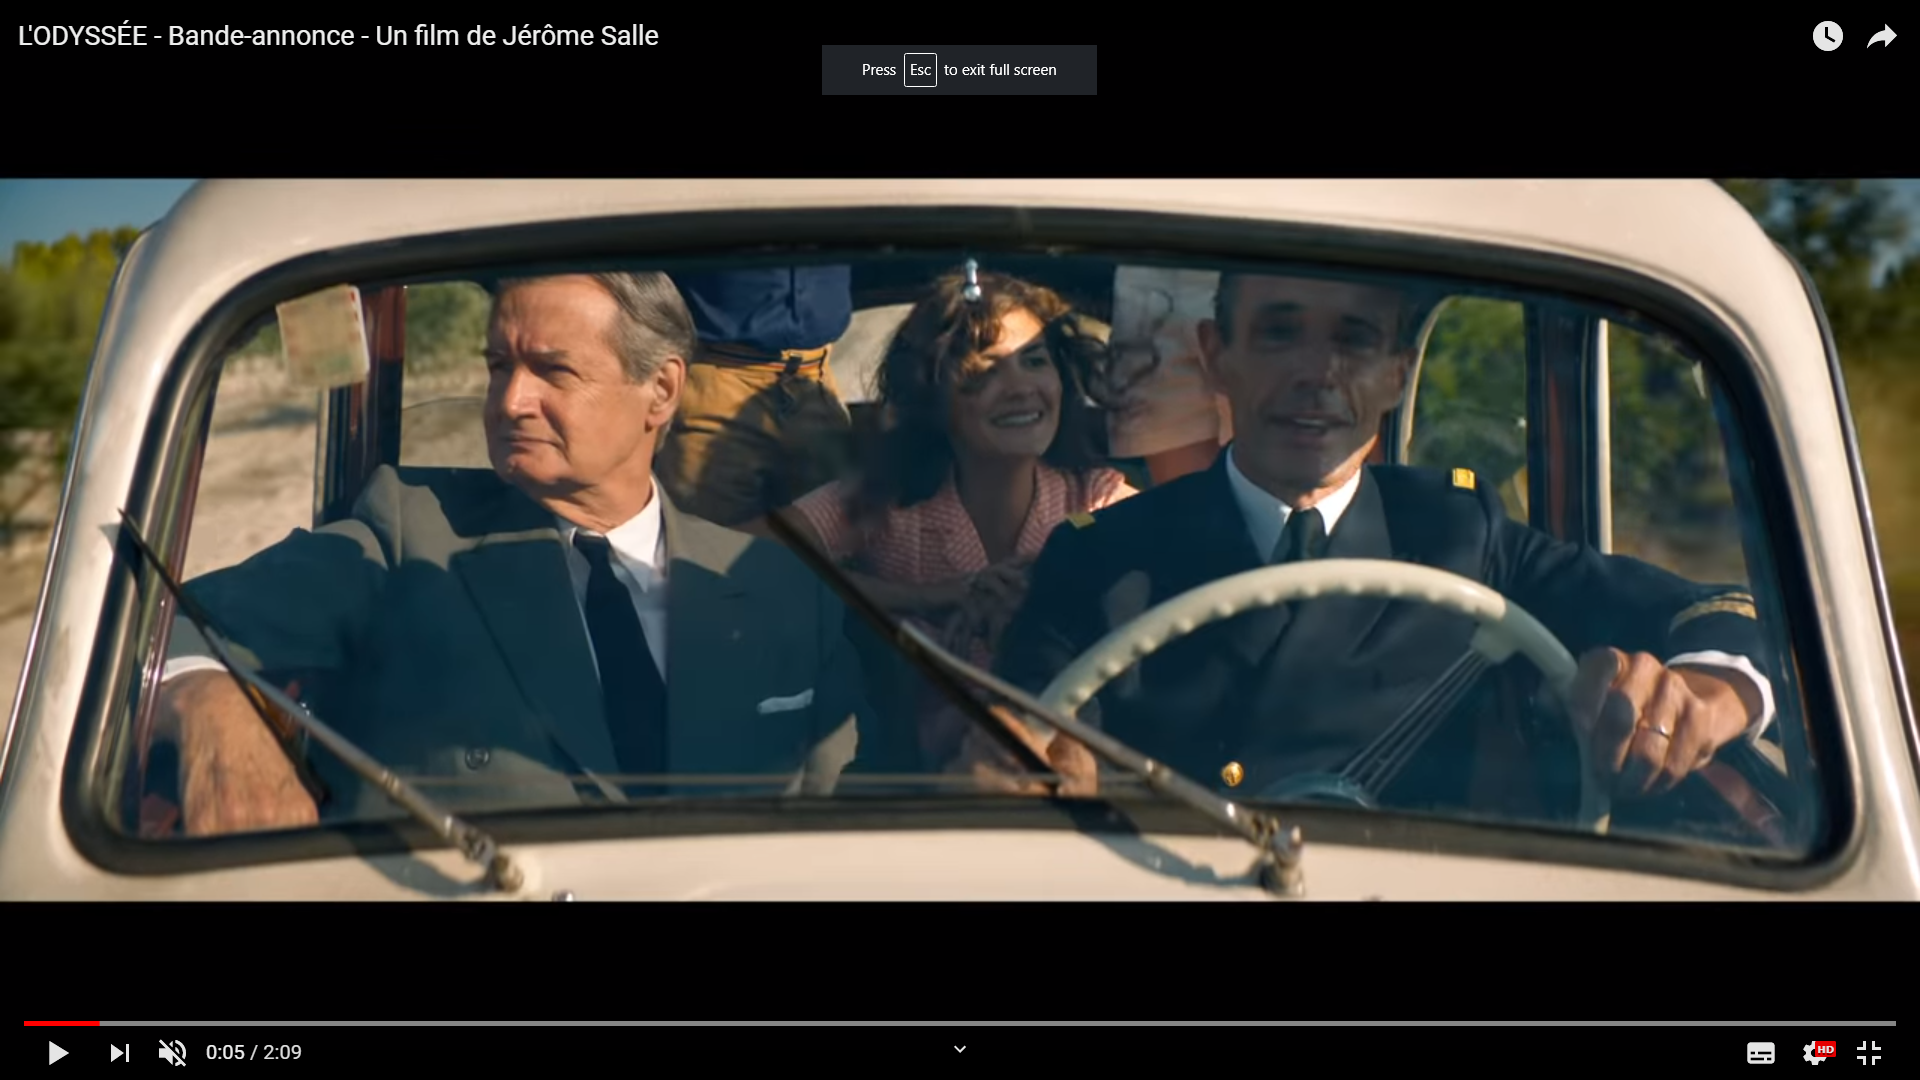 L'ODYSSÉE - Bande-annonce - Un film de Jérôme Salle
Press Esc to exit full screen
0:05 / 2:09
HD